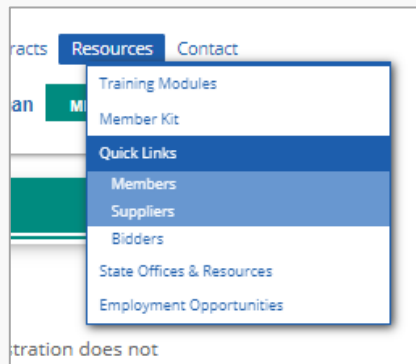 racts Resources Contact
Training Modules
an
Member Kit
Quick Links
Members
Suppliers
Bidders
State Offices & Resources
Employment Opportunities
stration does not